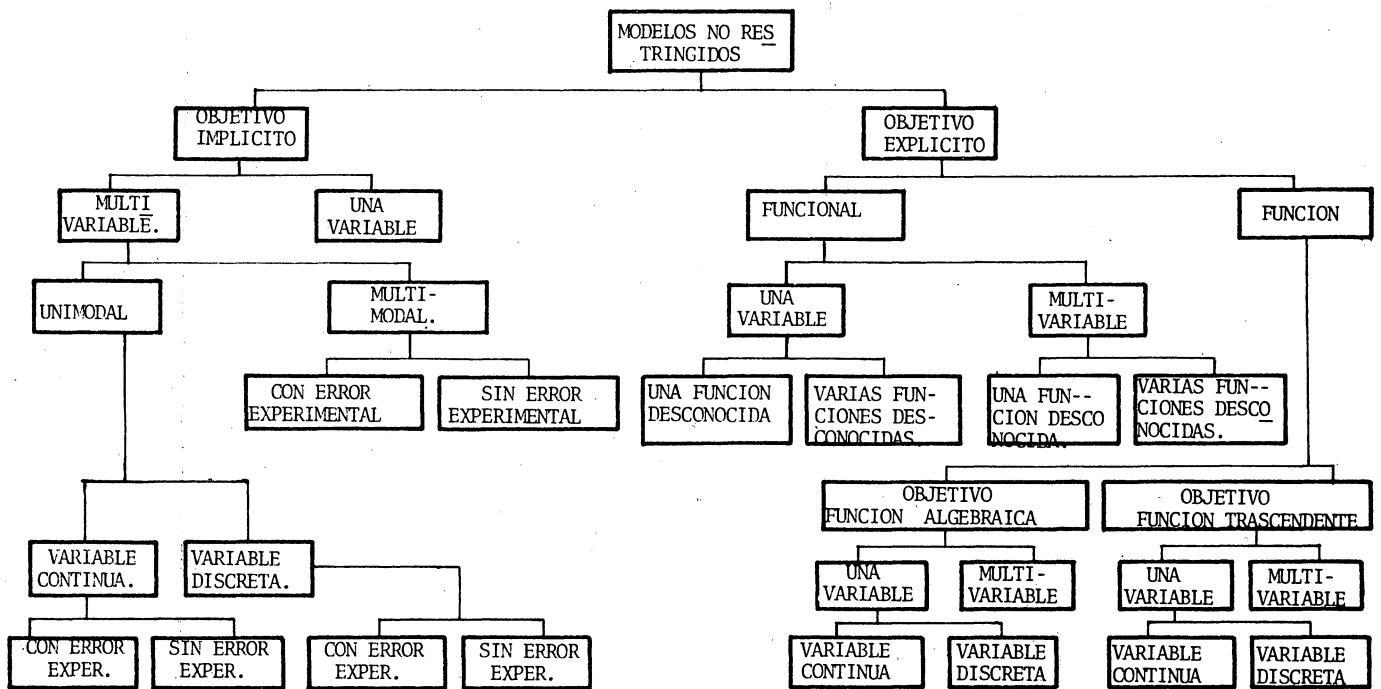 MODELOS NO RES
TRINGIDOS
OBJETIVO
IMPLICITO
OBJETIVO
EXPLICITO
MULTI
VARIABLE.
UNA
VARIABLE
FUNCIONAL
FUNCION
UNIMODAL
MULTI-
MODAL.
UNA
VARIABLE
MULTI-
VARIABLE
CON ERROR
EXPERIMENTAL
SIN ERROR
EXPERIMENTAL
UNA FUNCION
DESCONOCIDA
VARIAS FUN-
CIONES DES-
CONOCIDAS.
UNA FUN--
CION DESCO
NOCIDA.
VARIAS FUN--
CIONES DESCO
NOCIDAS.
OBJETIVO
FUNCION ALGEBRAICA
OBJETIVO
FUNCION TRASCENDENTE
VARIABLE
CONTINUA.
VARIABLE
DISCRETA.
UNA
VARIABLE
MULTI-
VARIABLE
UNA
VARIABLE
MULTI-
VARIABLE
CON ERROR
EXPER.
SIN ERROR
EXPER.
CON ERROR
EXPER.
SIN ERROR
EXPER.
VARIABLE
CONTINUA
VARIABLE
DISCRETA
VARIABLE
CONTINUA
VARIABLE
DISCRETA